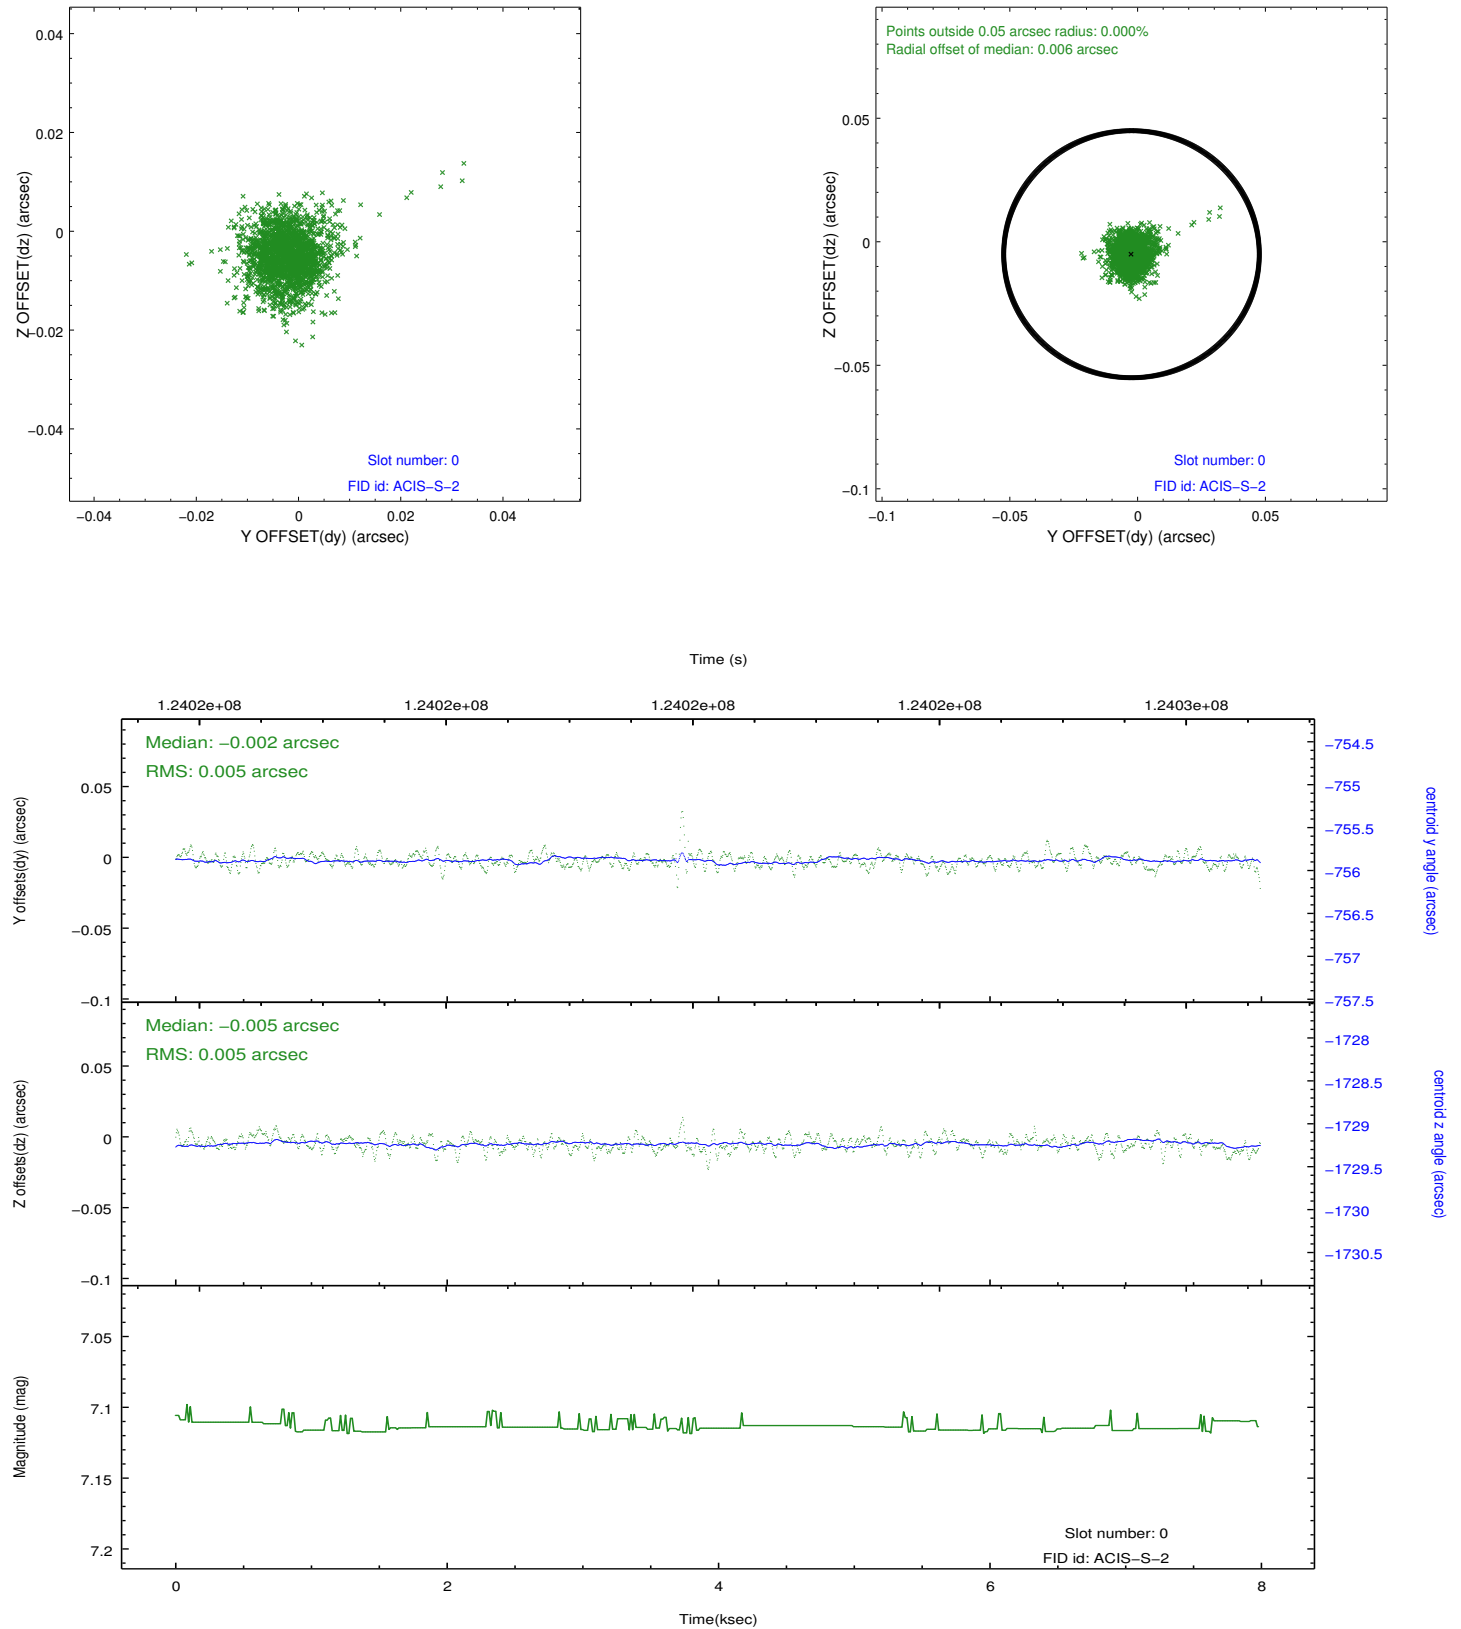 0.04
0.02
0
−0.02
−0.04
Z OFFSET(dz) (arcsec)
Slot number: 0
FID id: ACIS−S−2
−0.04
−0.02
0
0.02
0.04
Y OFFSET(dy) (arcsec)
Points outside 0.05 arcsec radius: 0.000%
Radial offset of median: 0.006 arcsec
0.05
0
−0.05
−0.1
Z OFFSET(dz) (arcsec)
Slot number: 0
FID id: ACIS−S−2
−0.1
−0.05
0
0.05
Y OFFSET(dy) (arcsec)
Time (s)
1.2402e+08
1.2402e+08
1.2402e+08
1.2402e+08
1.2403e+08
Median: −0.002 arcsec
RMS: 0.005 arcsec
0.05
0
−0.05
−0.1
Y offsets(dy) (arcsec)
−754.5
−755
−755.5
−756
−756.5
−757
−757.5
centroid y angle (arcsec)
Median: −0.005 arcsec
RMS: 0.005 arcsec
0.05
0
−0.05
−0.1
Z offsets(dz) (arcsec)
−1728
−1728.5
−1729
−1729.5
−1730
−1730.5
centroid z angle (arcsec)
7.05
7.1
7.15
7.2
Magnitude (mag)
Slot number: 0
FID id: ACIS−S−2
0
2
4
6
8
Time(ksec)